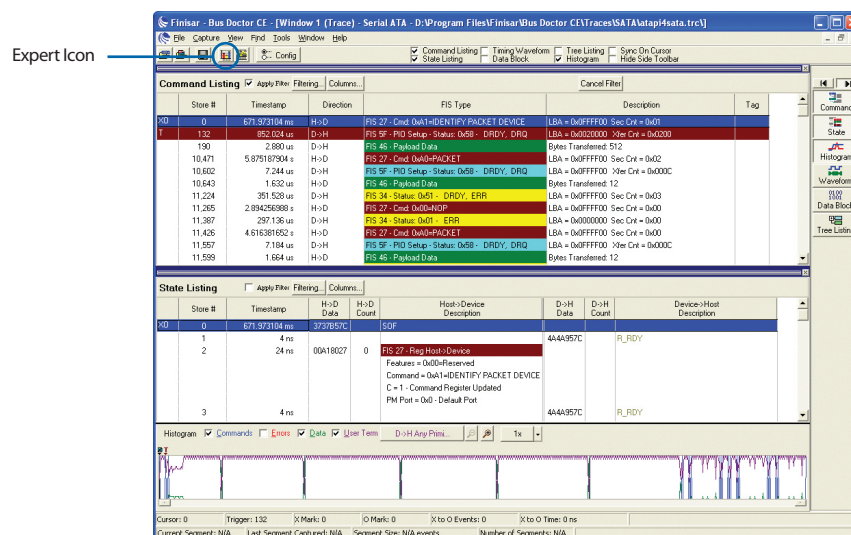 Expert Icon
Finisar - Bus Doctor CE - [Window 1 (Trace) - Serial ATA - D:\Program Files\Finisar\Bus Doctor CE\Traces\SATA\atapi4sata.trc\]
File Capture View Find Tools Window Help
Config
Command Listing Timing Waveform Tree Listing Sync On Cursor
State Listing Data Block Histogram Hide Side Toolbar
Command Listing Apply Filter Filtering... Columns... Cancel Filter
Store # Timestamp Direction FIS Type Description Tag
X0 0 671.973104 ms H->D FIS 27 - Cmd: 0xA1=IDENTIFY PACKET DEVICE LBA = 0x0FFFF00 Sec Cnt = 0x01
T 132 852.024 us D->H FIS 5F - PIO Setup - Status: 0x58 - DRDY, DRQ LBA = 0x0020000 Xfer Cnt = 0x0200
190 2.880 us D->H FIS 46 - Payload Data Bytes Transferred: 512
10,471 5.875187904 s H->D FIS 27 - Cmd: 0xA0=PACKET LBA = 0x0FFFF00 Sec Cnt = 0x02
10,602 7.244 us D->H FIS 5F - PIO Setup - Status: 0x58 - DRDY, DRQ LBA = 0x0FFFF00 Xfer Cnt = 0x000C
10,643 1.632 us H->D FIS 46 - Payload Data Bytes Transferred: 12
11,224 351.528 us D->H FIS 34 - Status: 0x51 - DRDY, ERR LBA = 0x0FFFF00 Sec Cnt = 0x03
11,265 2.894256988 s H->D FIS 27 - Cmd: 0x00=NOP LBA = 0x0FFFF00 Sec Cnt = 0x00
11,387 297.136 us D->H FIS 34 - Status: 0x01 - ERR LBA = 0x0000000 Sec Cnt = 0x00
11,426 4.616381652 s H->D FIS 27 - Cmd: 0xA0=PACKET LBA = 0x0FFFF00 Sec Cnt = 0x00
11,557 7.184 us D->H FIS 5F - PIO Setup - Status: 0x58 - DRDY, DRQ LBA = 0x0FFFF00 Xfer Cnt = 0x000C
11,599 1.664 us H->D FIS 46 - Payload Data Bytes Transferred: 12
Command
State
Histogram
Waveform
Data Block
Tree Listin
State Listing Apply Filter Filtering... Columns...
Store # Timestamp H->D Data H->D Count Host->Device Description D->H Data D->H Count Device->Host Description
X0 0 671.973104 ms 3737B57C SOF
1 4 ns 4A4A957C R_RDY
2 24 ns 00A18027 0 FIS 27 - Reg Host->Device
Features = 0x00=Reserved
Command = 0xA1=IDENTIFY PACKET DEVICE
C = 1 - Command Register Updated
PM Port = 0x0 - Default Port
3 4 ns 4A4A957C R_RDY
Histogram Commands Errors Data User Term D->H Any Primi... 1x
T
Cursor: 0 Trigger: 132 X Mark: 0 O Mark: 0 X to O Events: 0 X to O Time: 0 ns
Current Segment: N/A Last Segment Captured: N/A Segment Size: N/A events Number of Segments: N/A